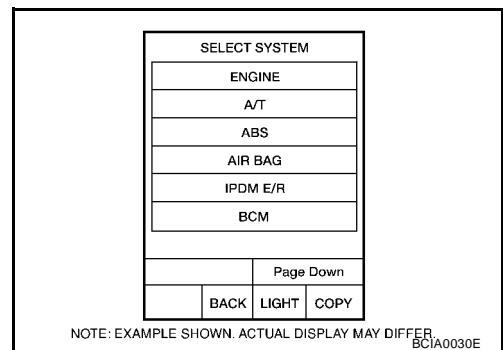 SELECT SYSTEM
ENGINE
A/T
ABS
AIR BAG
IPDM E/R
BCM
Page Down
BACK LIGHT COPY
NOTE: EXAMPLE SHOWN. ACTUAL DISPLAY MAY DIFFER.
BCIA0030E